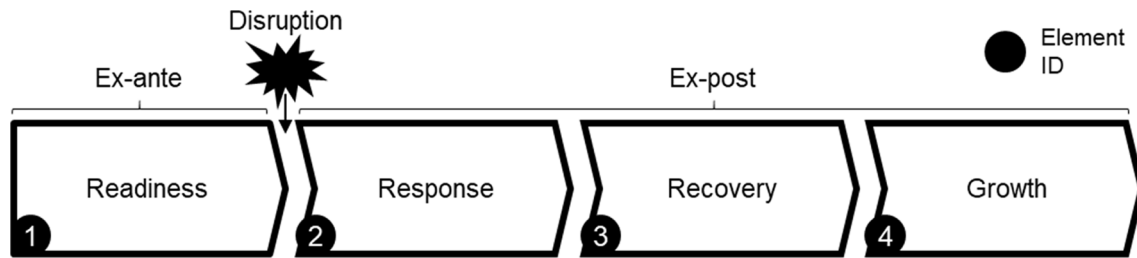 Disruption
Element
ID
Ex-ante
Ex-post
Readiness
Response
Recovery
Growth
1
2
3
4